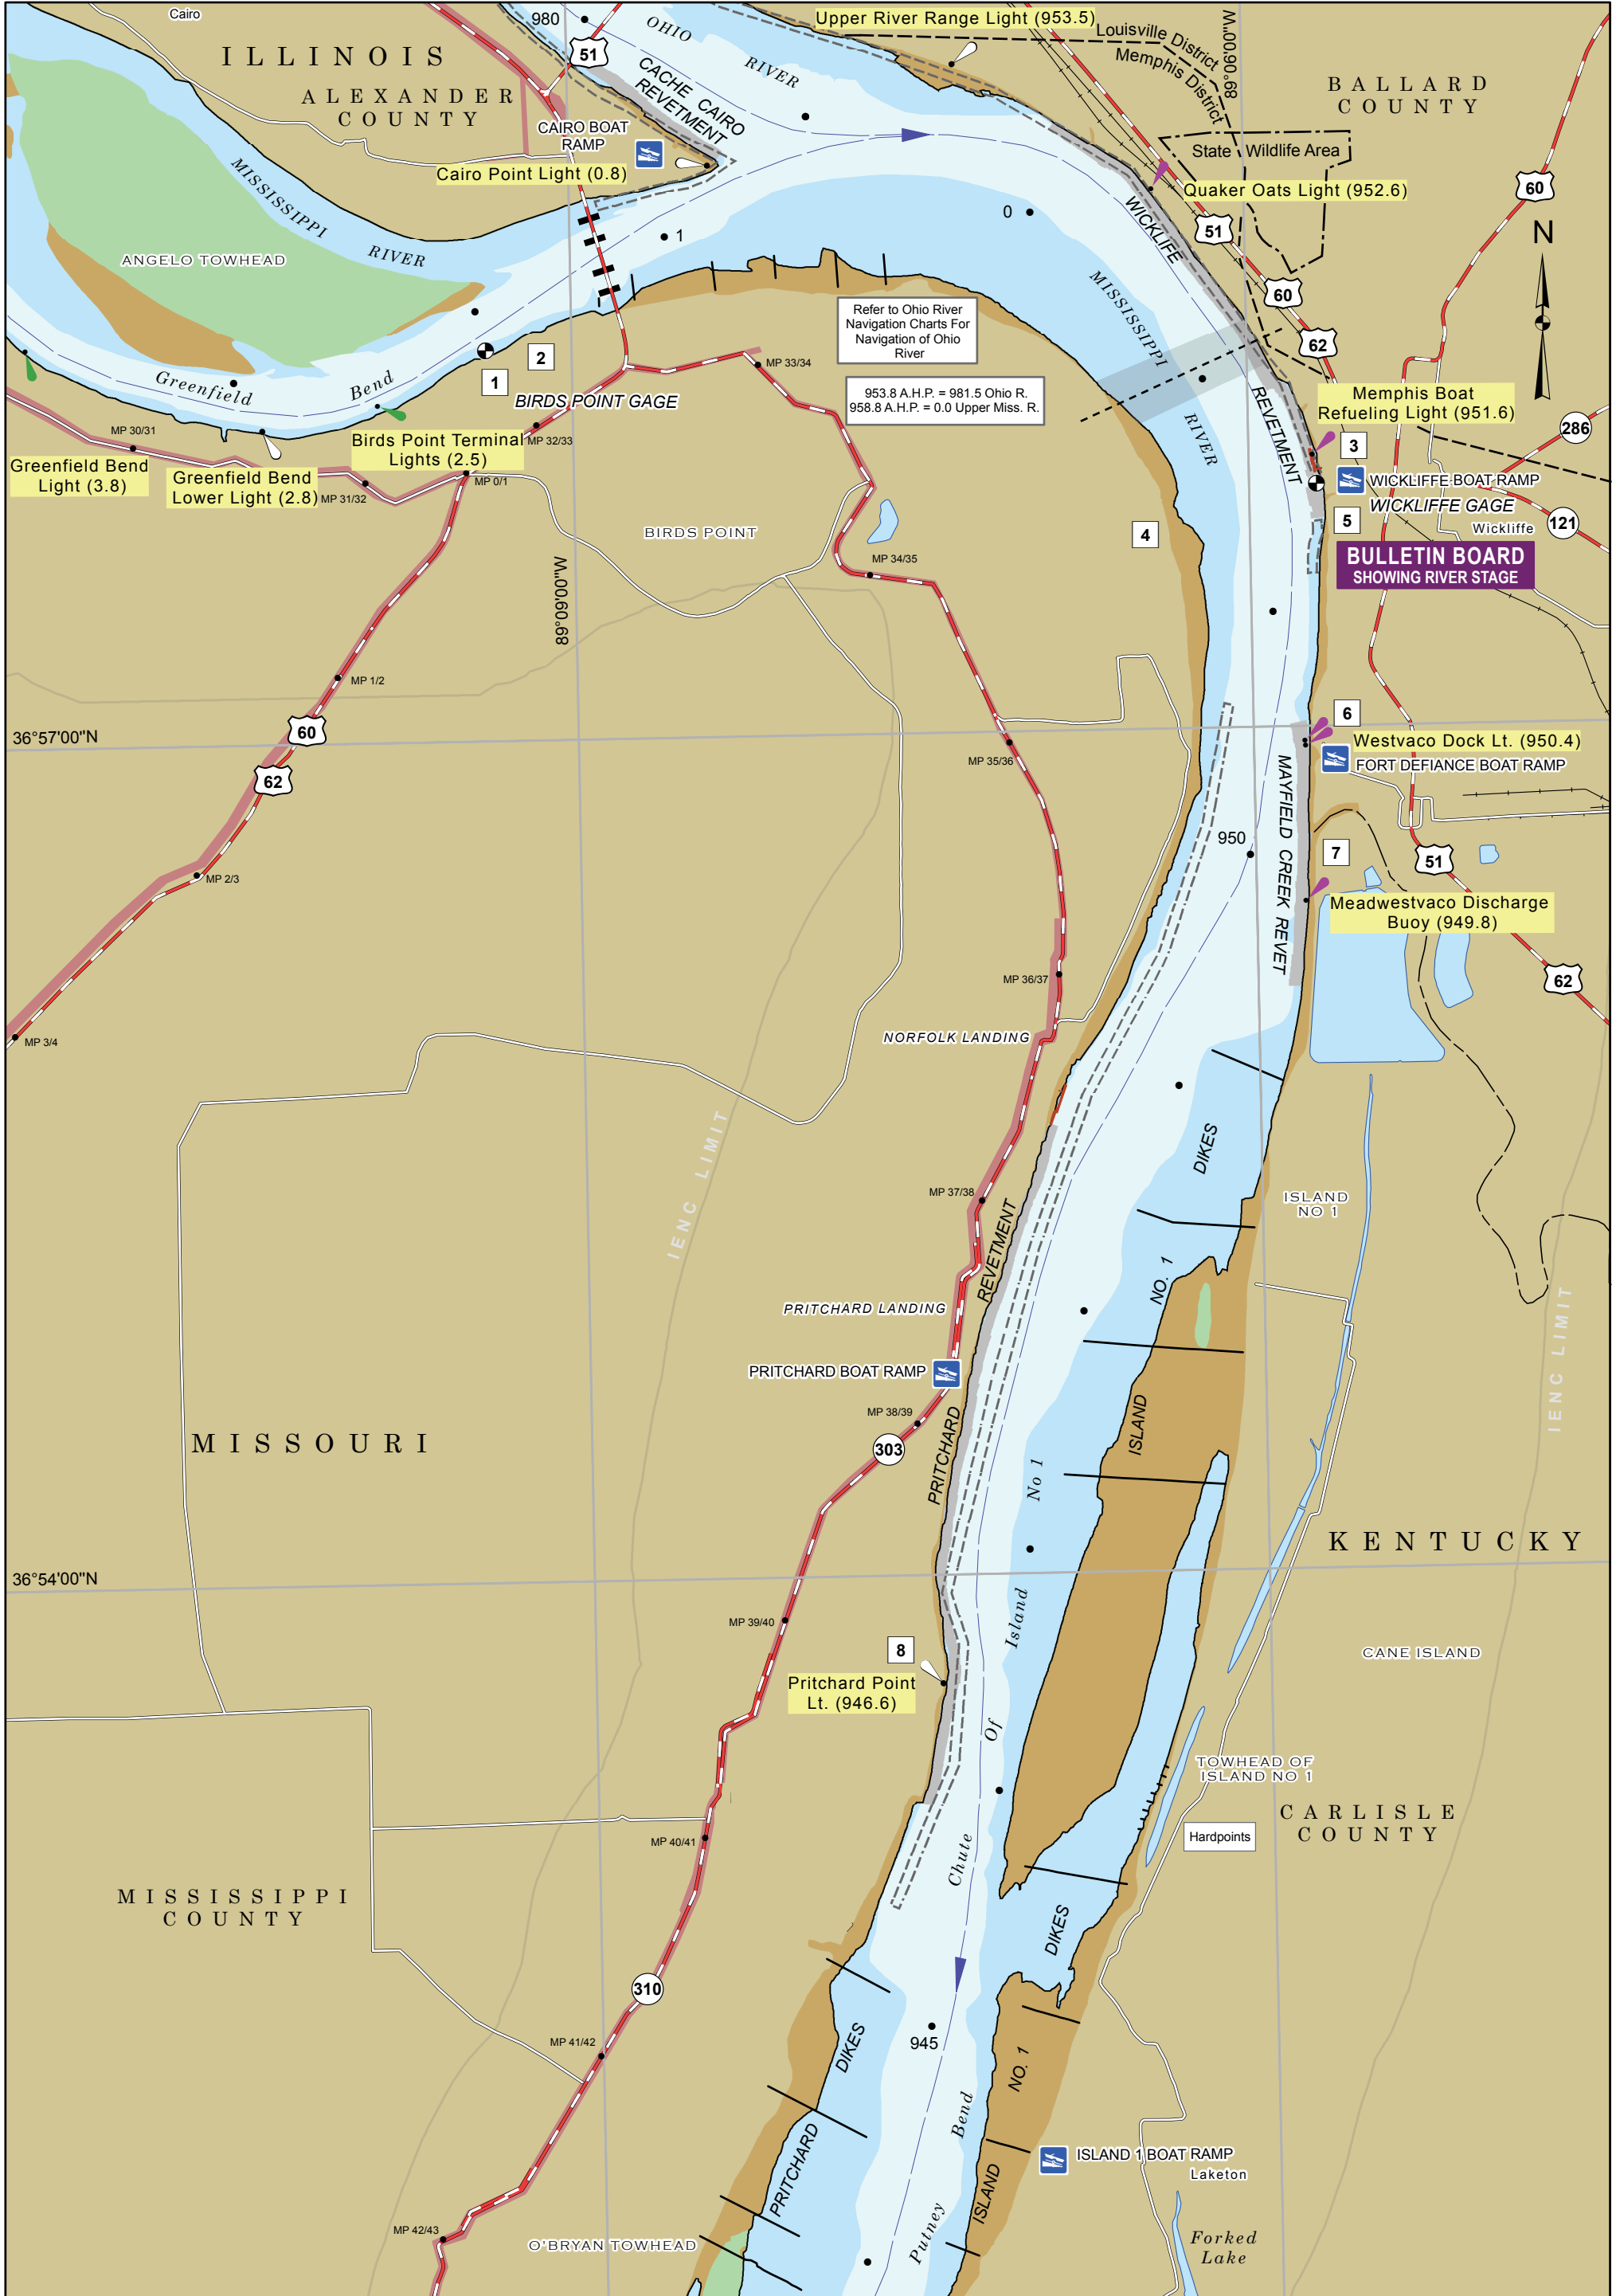 Cairo
980
OHIO
RIVER
Upper River Range Light (953.5)
Louisville District
Memphis District
89°06'00"W
ILLINOIS
51
BALLARD
COUNTY
ALEXANDER
COUNTY
CACHE CAIRO
REVETMENT
CAIRO BOAT
RAMP
Cairo Point Light (0.8)
State Wildlife Area
Quaker Oats Light (952.6)
60
MISSISSIPPI
RIVER
0
1
WICKLIFE
51
N
ANGELO TOWHEAD
60
MISSISSIPPI
RIVER
Refer to Ohio River
Navigation Charts For
Navigation of Ohio
River
62
2
1
MP 33/34
Greenfield
Bend
BIRDS POINT GAGE
953.8 A.H.P. = 981.5 Ohio R.
958.8 A.H.P. = 0.0 Upper Miss. R.
REVETMENT
Memphis Boat
Refueling Light (951.6)
286
MP 30/31
MP 32/33
3
Birds Point Terminal
Lights (2.5)
Greenfield Bend
Light (3.8)
Greenfield Bend
Lower Light (2.8)
MP 31/32
MP 0/1
WICKLIFFE BOAT RAMP
WICKLIFFE GAGE
BIRDS POINT
4
5
Wickliffe
121
BULLETIN BOARD
SHOWING RIVER STAGE
MP 34/35
89°09'00"W
MP 1/2
6
36°57'00"N
60
Westvaco Dock Lt. (950.4)
FORT DEFIANCE BOAT RAMP
MP 35/36
62
MAYFIELD CREEK REVET
950
7
51
MP 2/3
Meadwestvaco Discharge
Buoy (949.8)
MP 36/37
62
MP 3/4
NORFOLK LANDING
IENC LIMIT
DIKES
MP 37/38
ISLAND
NO 1
REVETMENT
NO. 1
PRITCHARD LANDING
IENC LIMIT
PRITCHARD BOAT RAMP
MP 38/39
ISLAND
MISSOURI
303
PRITCHARD
No 1
KENTUCKY
36°54'00"N
Island
MP 39/40
8
CANE ISLAND
Pritchard Point
Lt. (946.6)
Of
TOWHEAD OF
ISLAND NO 1
CARLISLE
COUNTY
MP 40/41
Hardpoints
Chute
MISSISSIPPI
COUNTY
DIKES
310
945
MP 41/42
DIKES
NO. 1
Bend
ISLAND 1 BOAT RAMP
Laketon
PRITCHARD
ISLAND
MP 42/43
O'BRYAN TOWHEAD
Putney
Forked
Lake